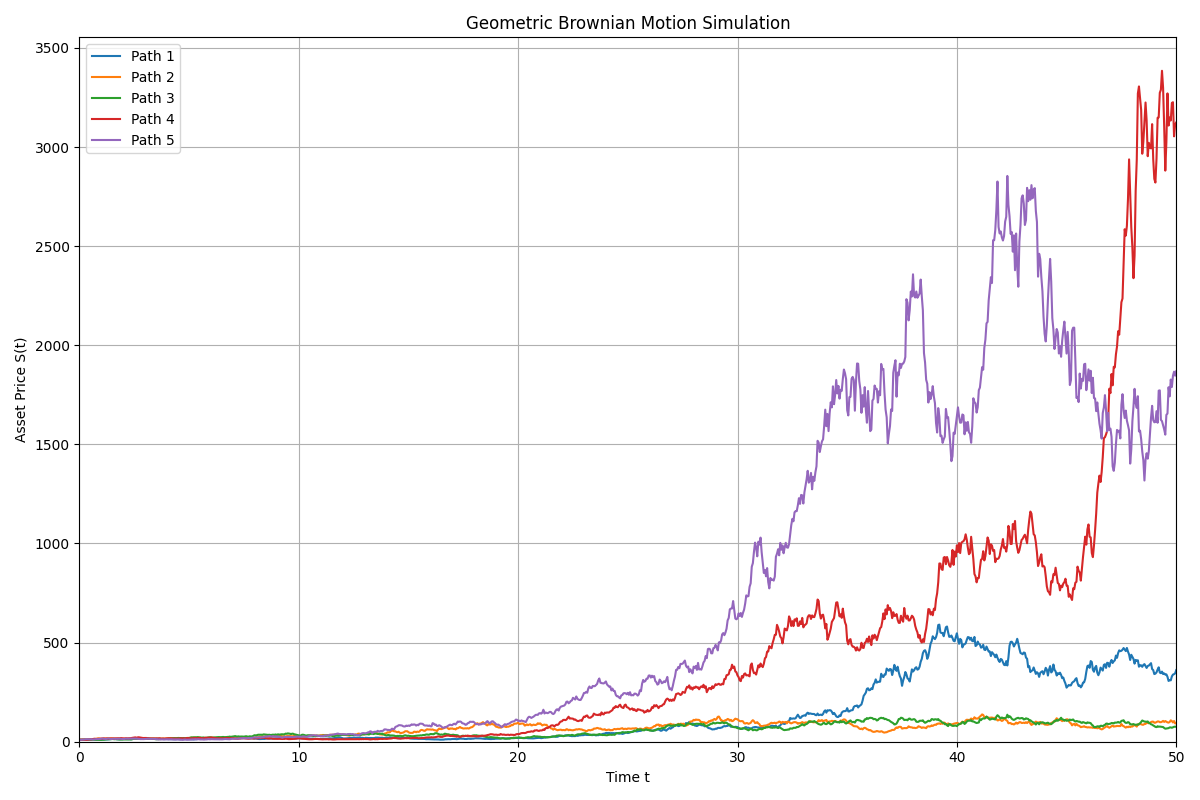 Geometric Brownian Motion Simulation
Path 1
Path 2
Path 3
Path 4
Path 5
3500
3000
2500
2000
1500
1000
500
0
Asset Price S(t)
0 10 20 30 40 50
Time t